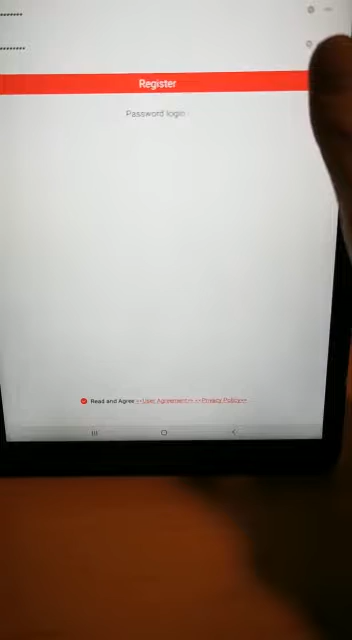 •••••••
••••••••
Register
Password login
Read and Agree <<User Agreement>> <<Privacy Policy>>